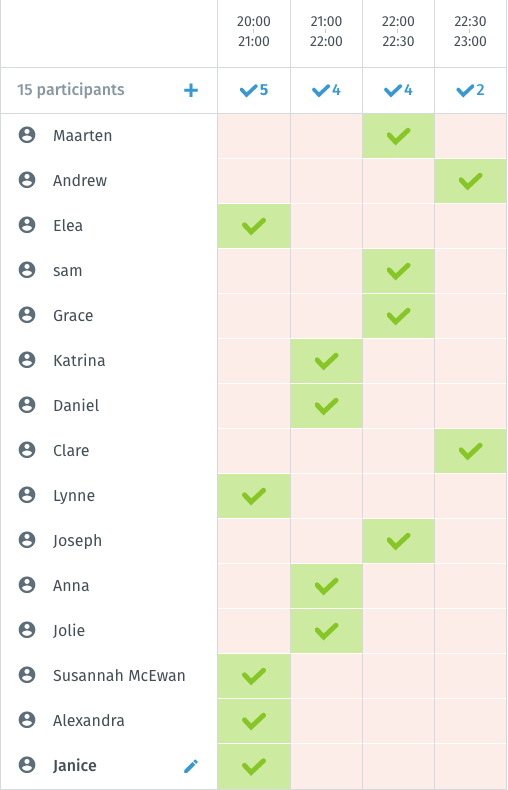 20:00 21:00 22:00 22:30
21:00 22:00 22:30 23:00
15 participants + 5 4 4 2
Maarten
Andrew
Elea
sam
Grace
Katrina
Daniel
Clare
Lynne
Joseph
Anna
Jolie
Susannah McEwan
Alexandra
Janice